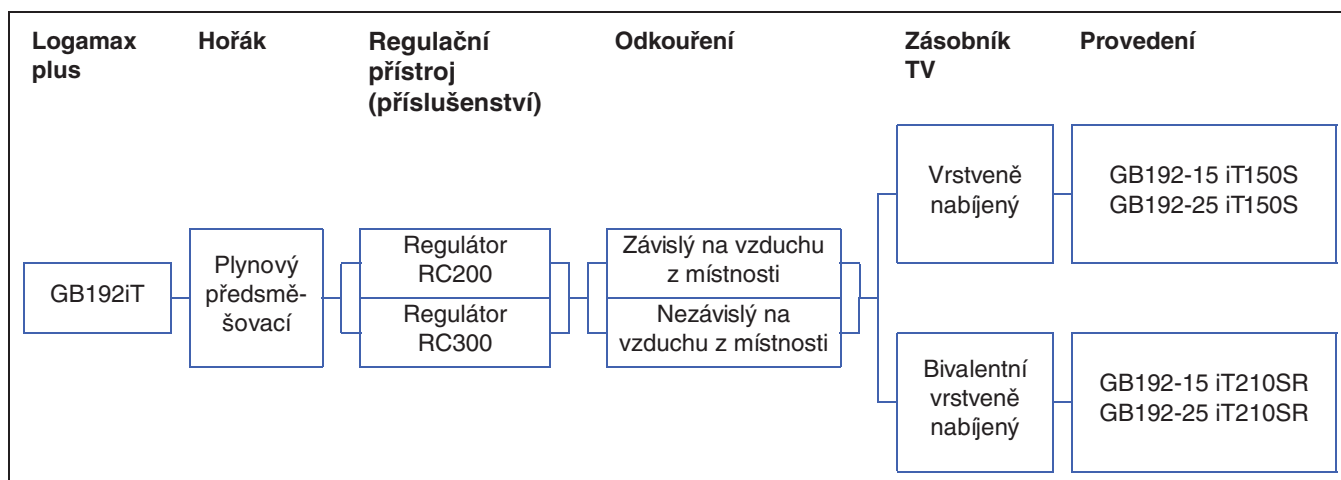 Logamax
plus
Hořák
Regulační
přístroj
(příslušenství)
Odkouření
Zásobník
TV
Provedení
GB192iT
Plynový
předsmě-
šovací
Regulátor
RC200
Regulátor
RC300
Závislý na vzduchu
z místnosti
Nezávislý na
vzduchu z místnosti
Vrstveně
nabíjený
GB192-15 iT150S
GB192-25 iT150S
Bivalentní
vrstveně
nabíjený
GB192-15 iT210SR
GB192-25 iT210SR